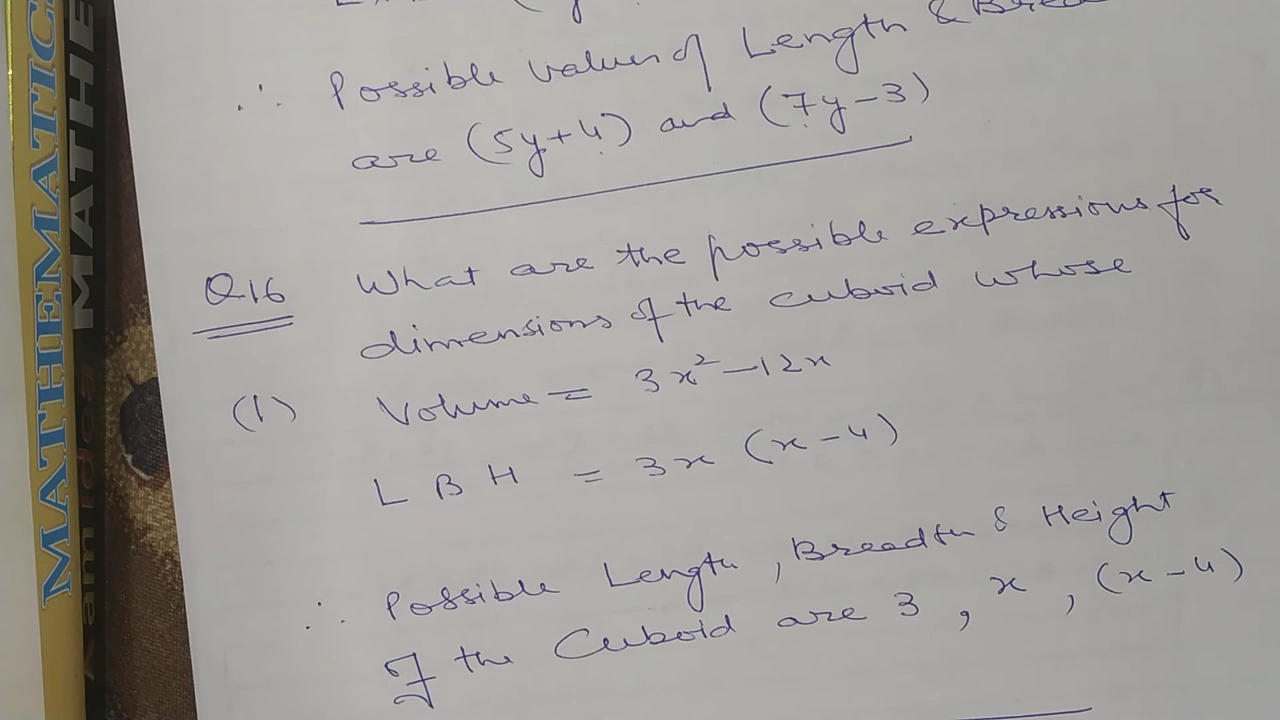 ∴ Possible values of Length &
are (5y+4) and (7y-3)
Q16 What are the possible expressions for
dimensions of the cuboid whose
(1) Volume = 3x²-12x
L B H = 3x (x-4)
∴ Possible Length, Breadth & Height
of the Cuboid are 3, x, (x-4)
MATHEMATICS
MATHE